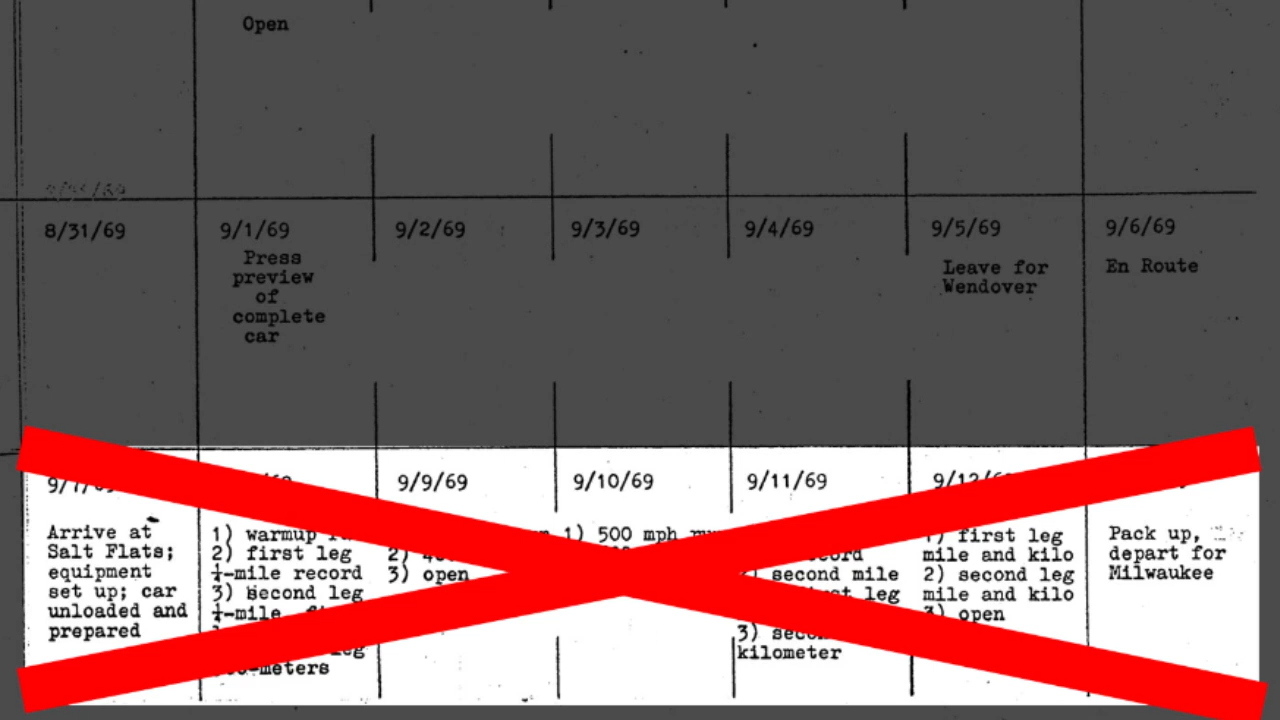 Open
8/31/69
9/1/69
9/2/69
9/3/69
9/4/69
9/5/69
9/6/69
Press
preview
of
complete
car
Leave for
Wendover
En Route
9/9/69
9/10/69
9/11/69
Arrive at
Salt Flats;
equipment
set up; car
unloaded and
prepared
1) warmup
2) first leg
¼-mile record
3) second leg
¼-mile
leg
meters
2)
3) open
1) 500 mph
second mile
leg
3)
kilometer
first leg
mile and kilo
2) second leg
mile and kilo
3) open
Pack up,
depart for
Milwaukee